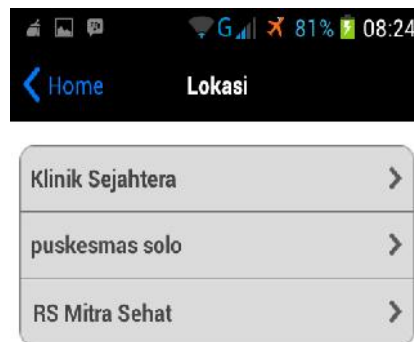 G 81% 08:24
Home Lokasi
Klinik Sejahtera
puskesmas solo
RS Mitra Sehat